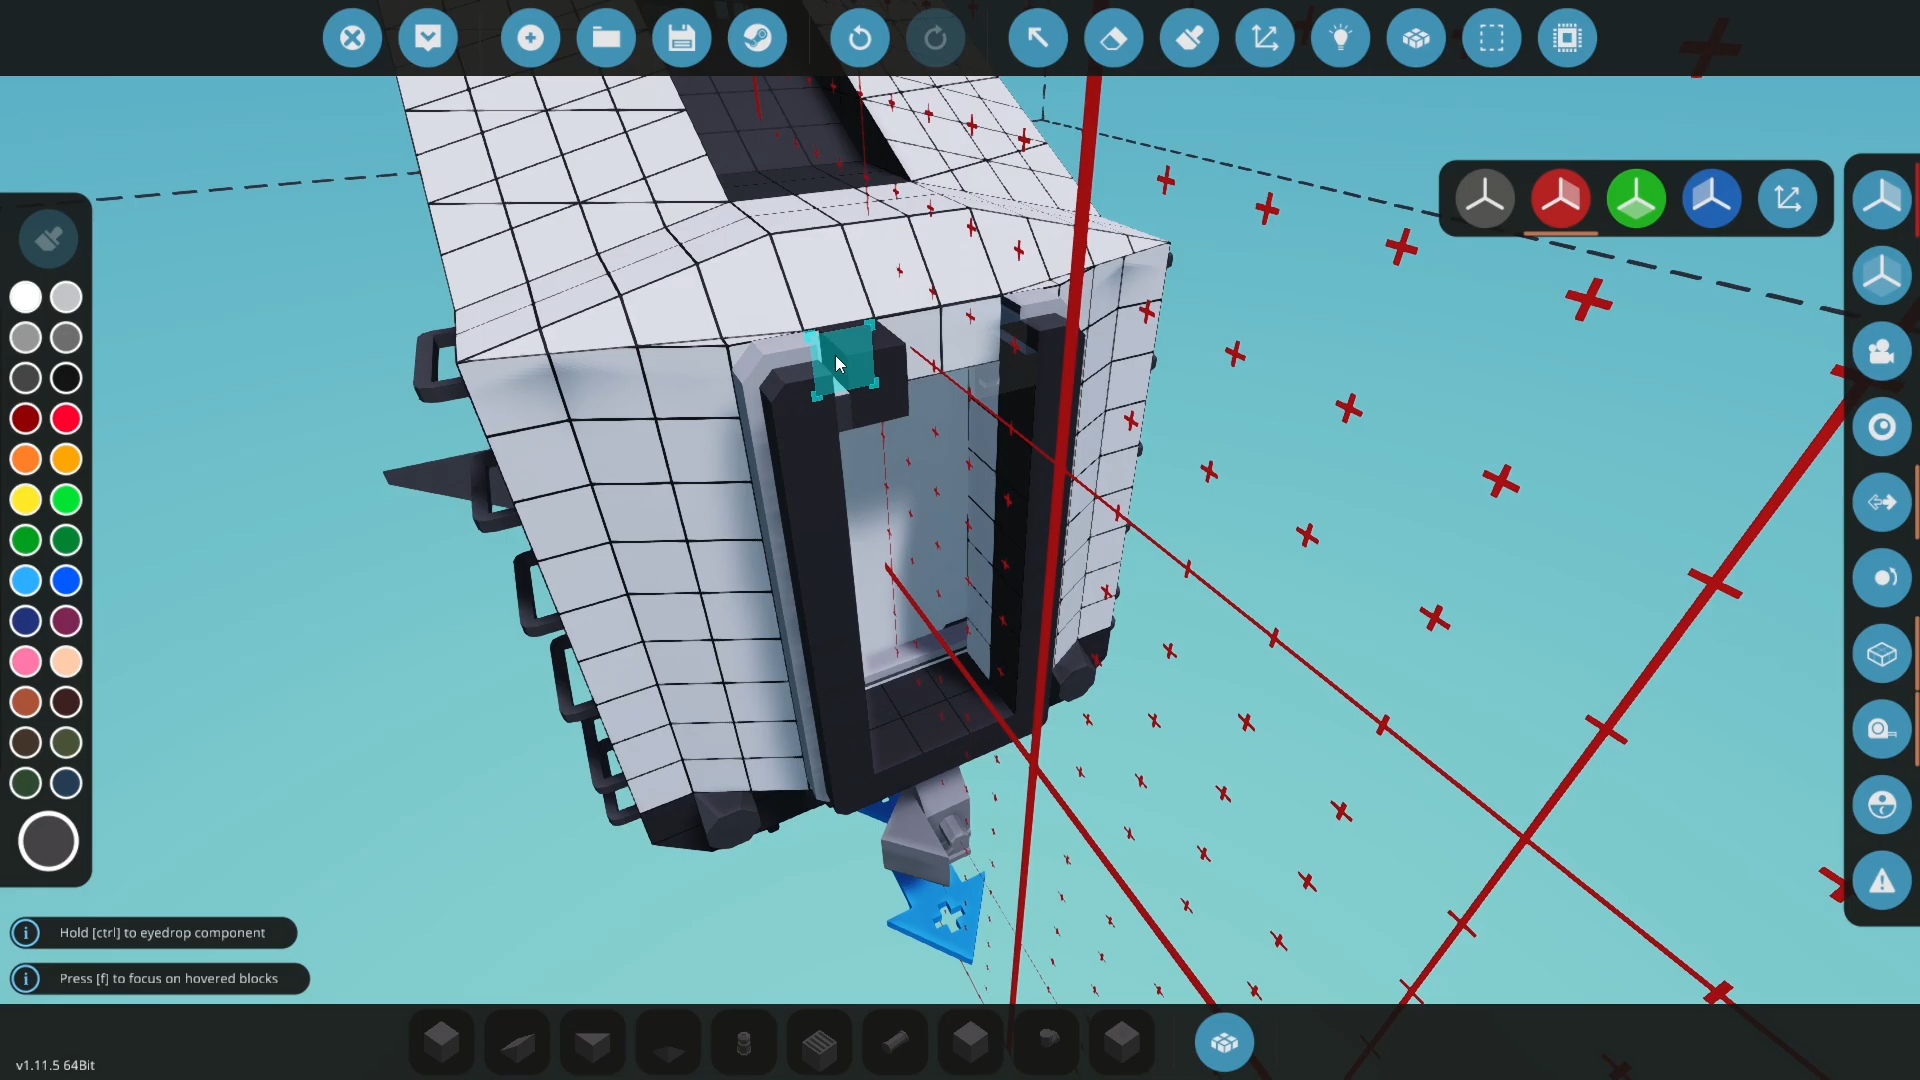 Hold [ctrl] to eyedrop component
Press [f] to focus on hovered blocks
v1.11.5 64Bit